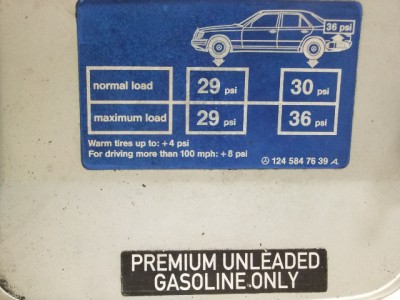 36 psi
normal load 29 psi 30 psi
maximum load 29 psi 36 psi
Warm tires up to: +4 psi
For driving more than 100 mph: +8 psi
124 584 76 39 A
PREMIUM UNLEADED
GASOLINE ONLY